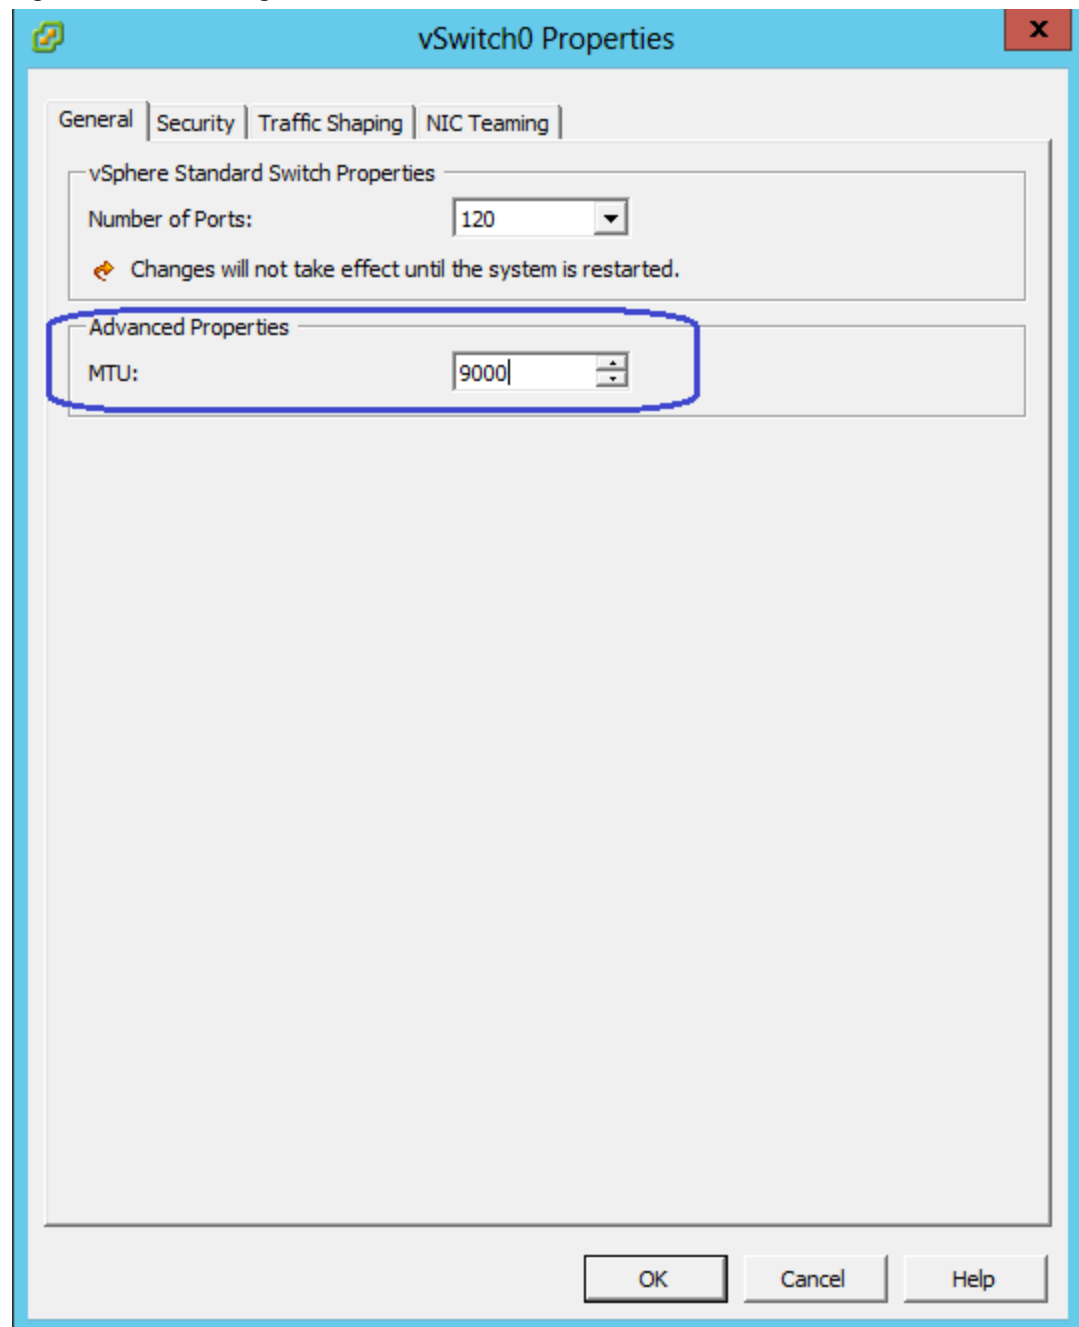 vSwitch0 Properties
x
General Security Traffic Shaping NIC Teaming
vSphere Standard Switch Properties
Number of Ports: 120
Changes will not take effect until the system is restarted.
Advanced Properties
MTU: 9000
OK Cancel Help